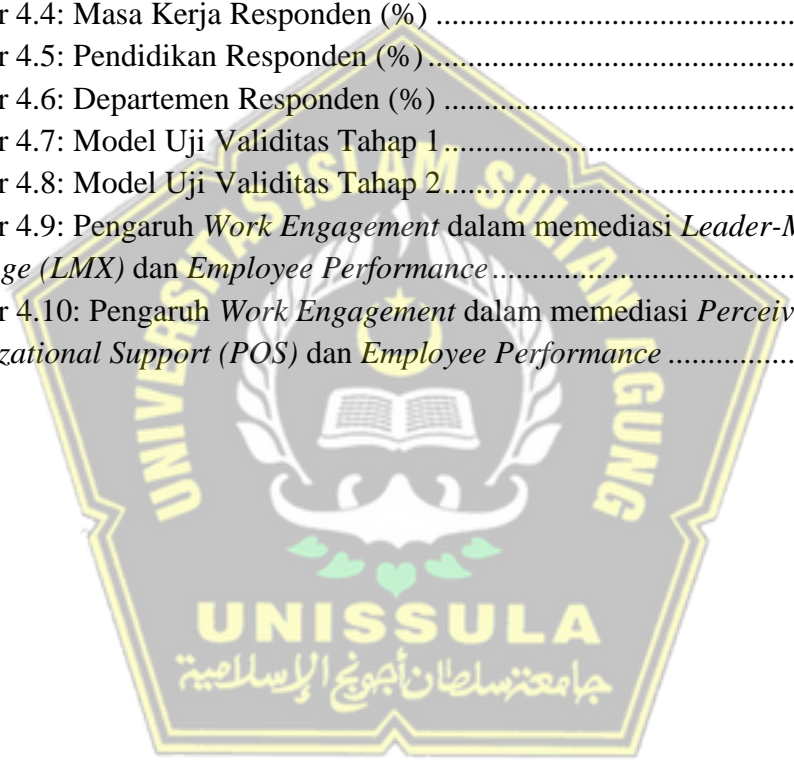 r 4.4: Masa Kerja Responden (%) ..........................................
r 4.5: Pendidikan Responden (%) ..........................................
r 4.6: Departemen Responden (%) ..........................................
r 4.7: Model Uji Validitas Tahap 1..........................................
r 4.8: Model Uji Validitas Tahap 2..........................................
r 4.9: Pengaruh Work Engagement dalam memediasi Leader-M
ge (LMX) dan Employee Performance ....................................
r 4.10: Pengaruh Work Engagement dalam memediasi Perceiv
zational Support (POS) dan Employee Performance ................
UNIVERSITAS ISLAM SULTAN AGUNG
UNISSULA
جامعتسلطان أجونج الإسلامية